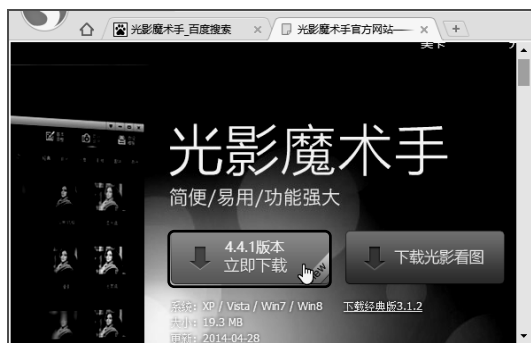 光影魔术手_百度搜索
光影魔术手官方网站——
美卡
光影魔术手
简便/易用/功能强大
4.4.1版本
立即下载
new
下载光影看图
系统: XP / Vista / Win7 / Win8
下载经典版3.1.2
大小: 19.3 MB
更新: 2014-04-28